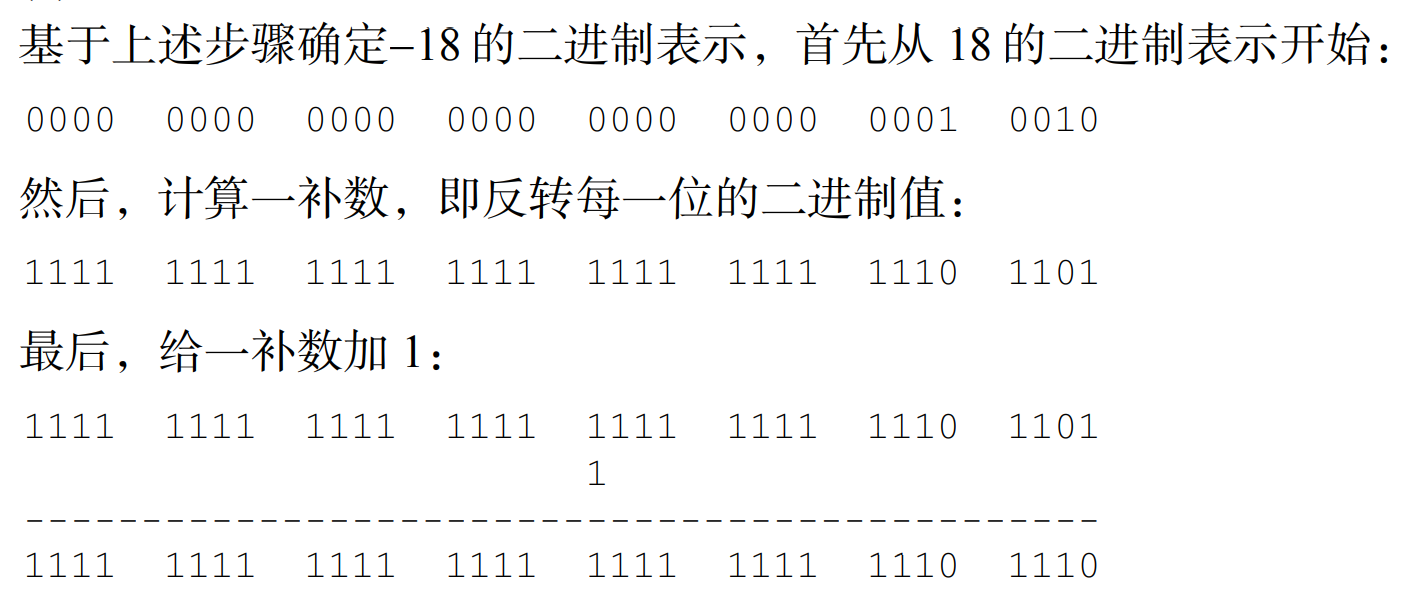 基于上述步骤确定–18 的二进制表示，首先从 18 的二进制表示开始：
0000 0000 0000 0000 0000 0000 0001 0010
然后，计算一补数，即反转每一位的二进制值：
1111 1111 1111 1111 1111 1111 1110 1101
最后，给一补数加 1：
1111 1111 1111 1111 1111 1111 1110 1101
1
-----------------------------------------------
1111 1111 1111 1111 1111 1111 1110 1110